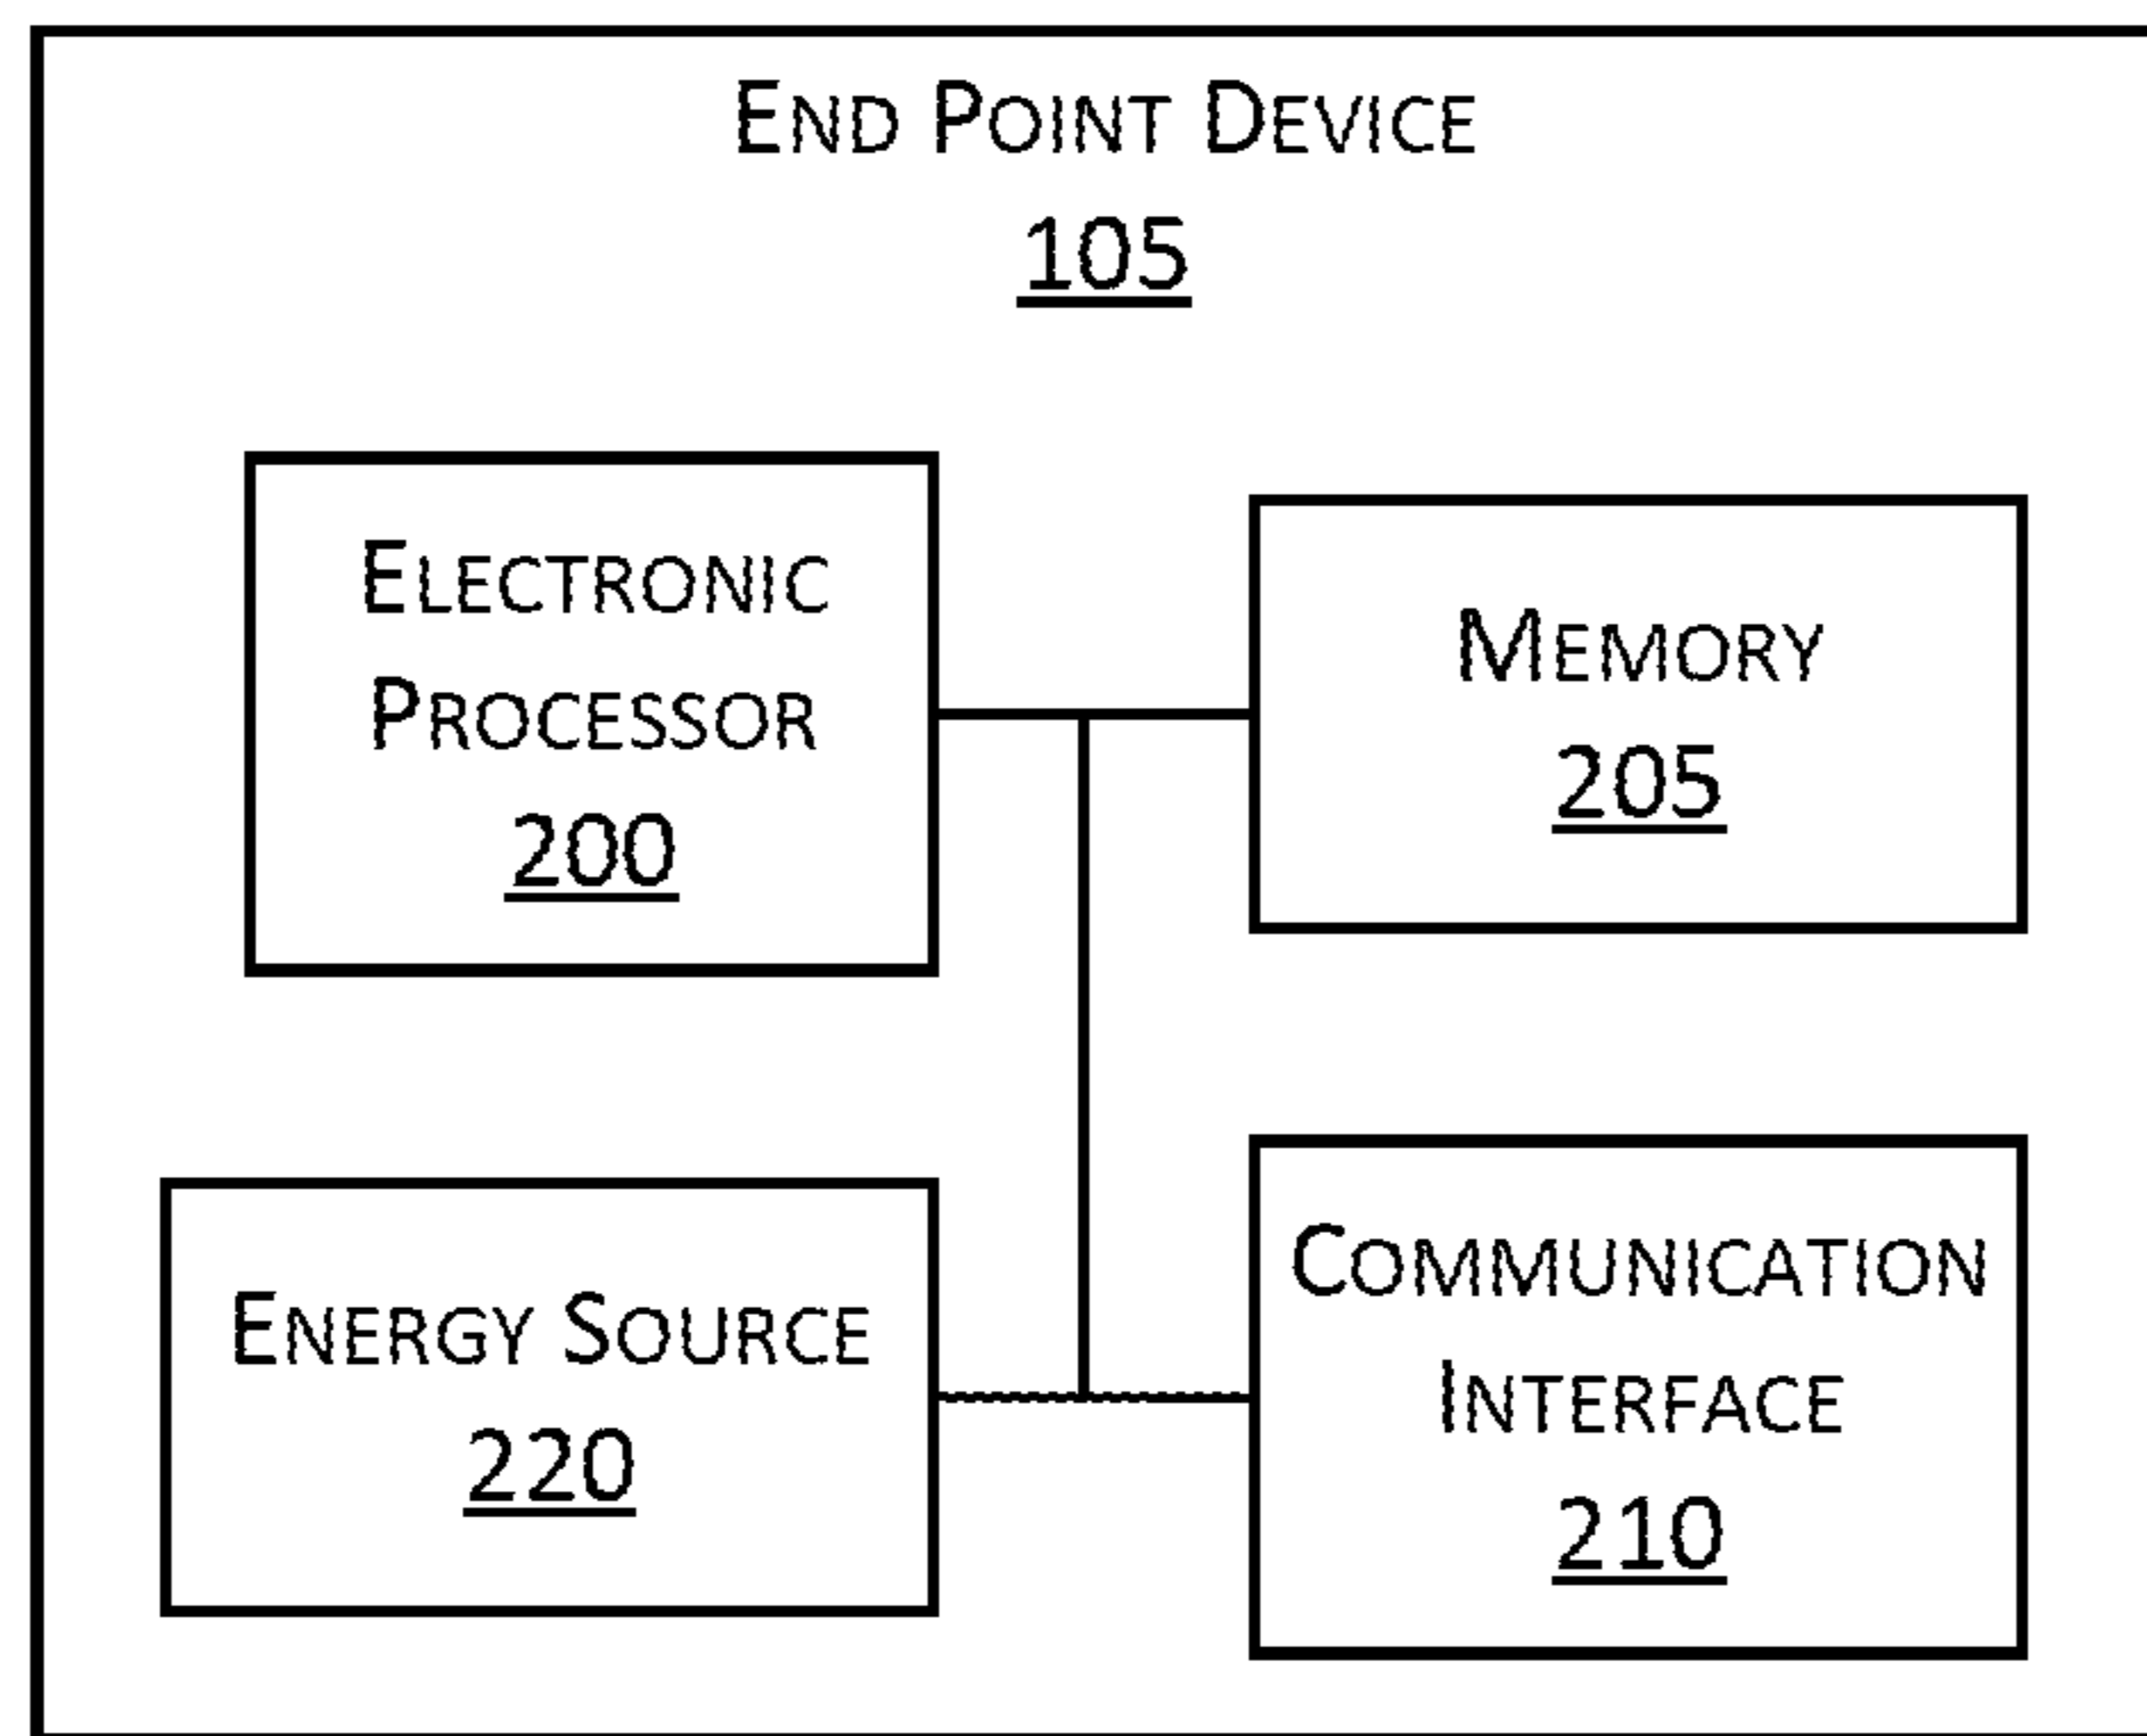 END POINT DEVICE
105
ELECTRONIC
PROCESSOR
200
MEMORY
205
ENERGY SOURCE
220
COMMUNICATION
INTERFACE
210